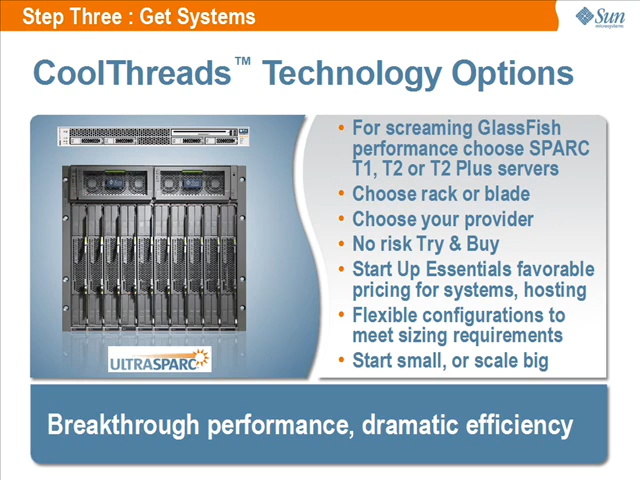 Step Three : Get Systems
Sun
microsystems
CoolThreads™ Technology Options
• For screaming GlassFish
performance choose SPARC
T1, T2 or T2 Plus servers
• Choose rack or blade
• Choose your provider
• No risk Try & Buy
• Start Up Essentials favorable
pricing for systems, hosting
• Flexible configurations to
meet sizing requirements
• Start small, or scale big
ULTRASPARC
Breakthrough performance, dramatic efficiency